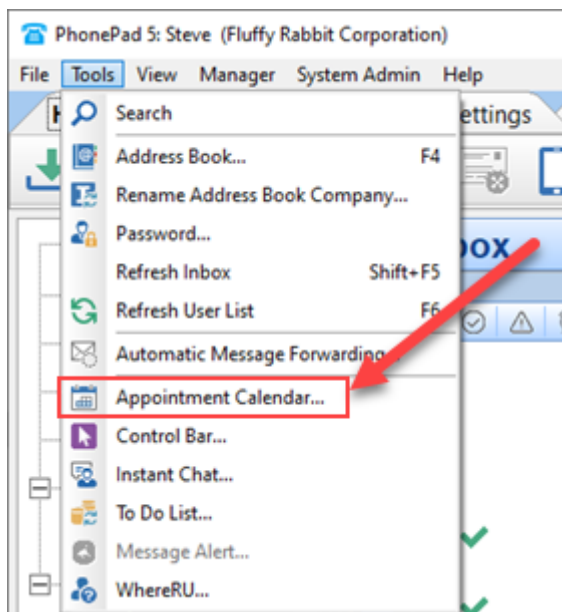 PhonePad 5: Steve (Fluffy Rabbit Corporation)
File Tools View Manager System Admin Help
H ettings
Search
Address Book... F4
Rename Address Book Company...
Password...
box
Refresh Inbox Shift+F5
Refresh User List F6
Automatic Message Forwarding...
Appointment Calendar...
Control Bar...
Instant Chat...
To Do List...
Message Alert...
WhereRU...